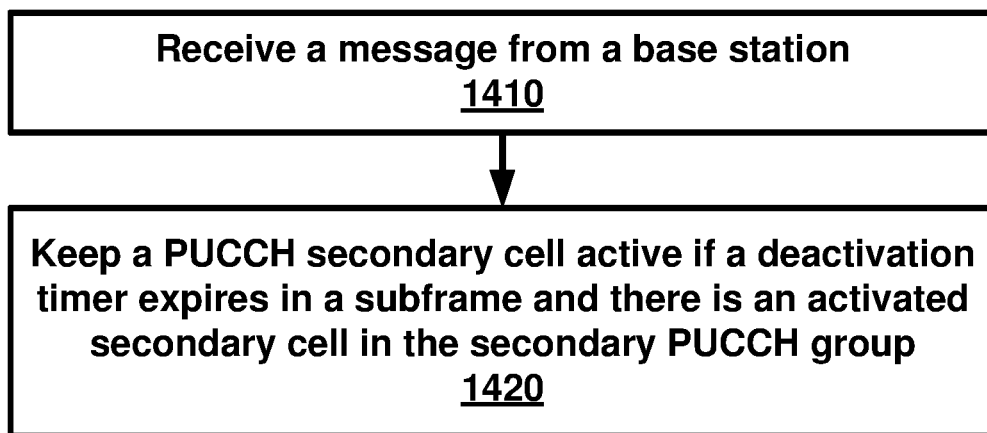 Receive a message from a base station
1410
Keep a PUCCH secondary cell active if a deactivation
timer expires in a subframe and there is an activated
secondary cell in the secondary PUCCH group
1420